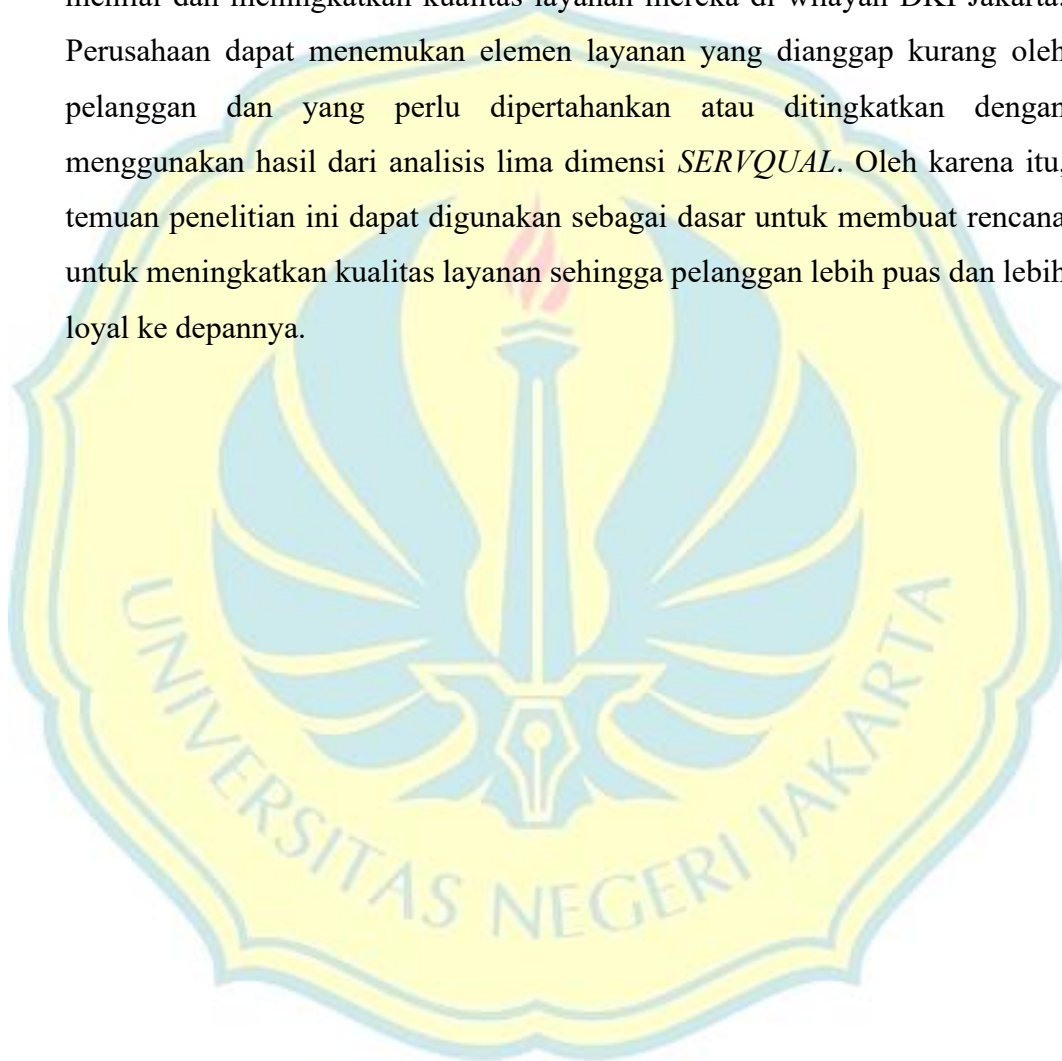 menilai dan meningkatkan kualitas layanan mereka di wilayah DKI Jakarta.
Perusahaan dapat menemukan elemen layanan yang dianggap kurang oleh
pelanggan dan yang perlu dipertahankan atau ditingkatkan dengan
menggunakan hasil dari analisis lima dimensi SERVQUAL. Oleh karena itu,
temuan penelitian ini dapat digunakan sebagai dasar untuk membuat rencana
untuk meningkatkan kualitas layanan sehingga pelanggan lebih puas dan lebih
loyal ke depannya.
UNIVERSITAS NEGERI JAKARTA